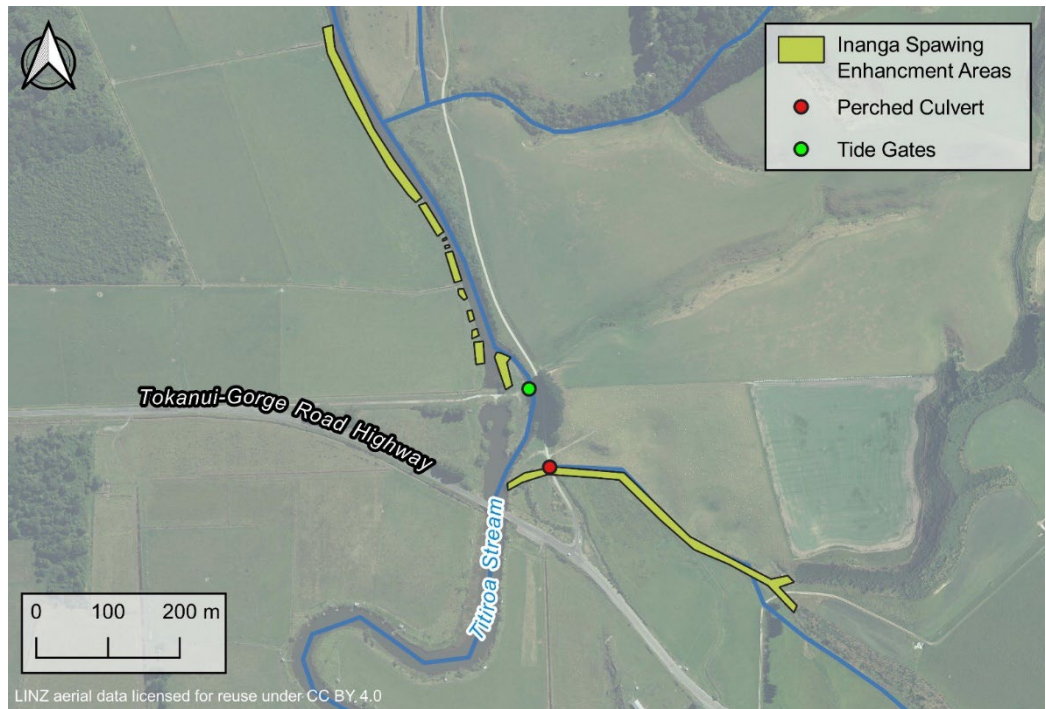 Inanga Spawing
Enhancment Areas
Perched Culvert
Tide Gates
Tokanui-Gorge Road Highway
Titiroa Stream
0 100 200 m
LINZ aerial data licensed for reuse under CC BY 4.0